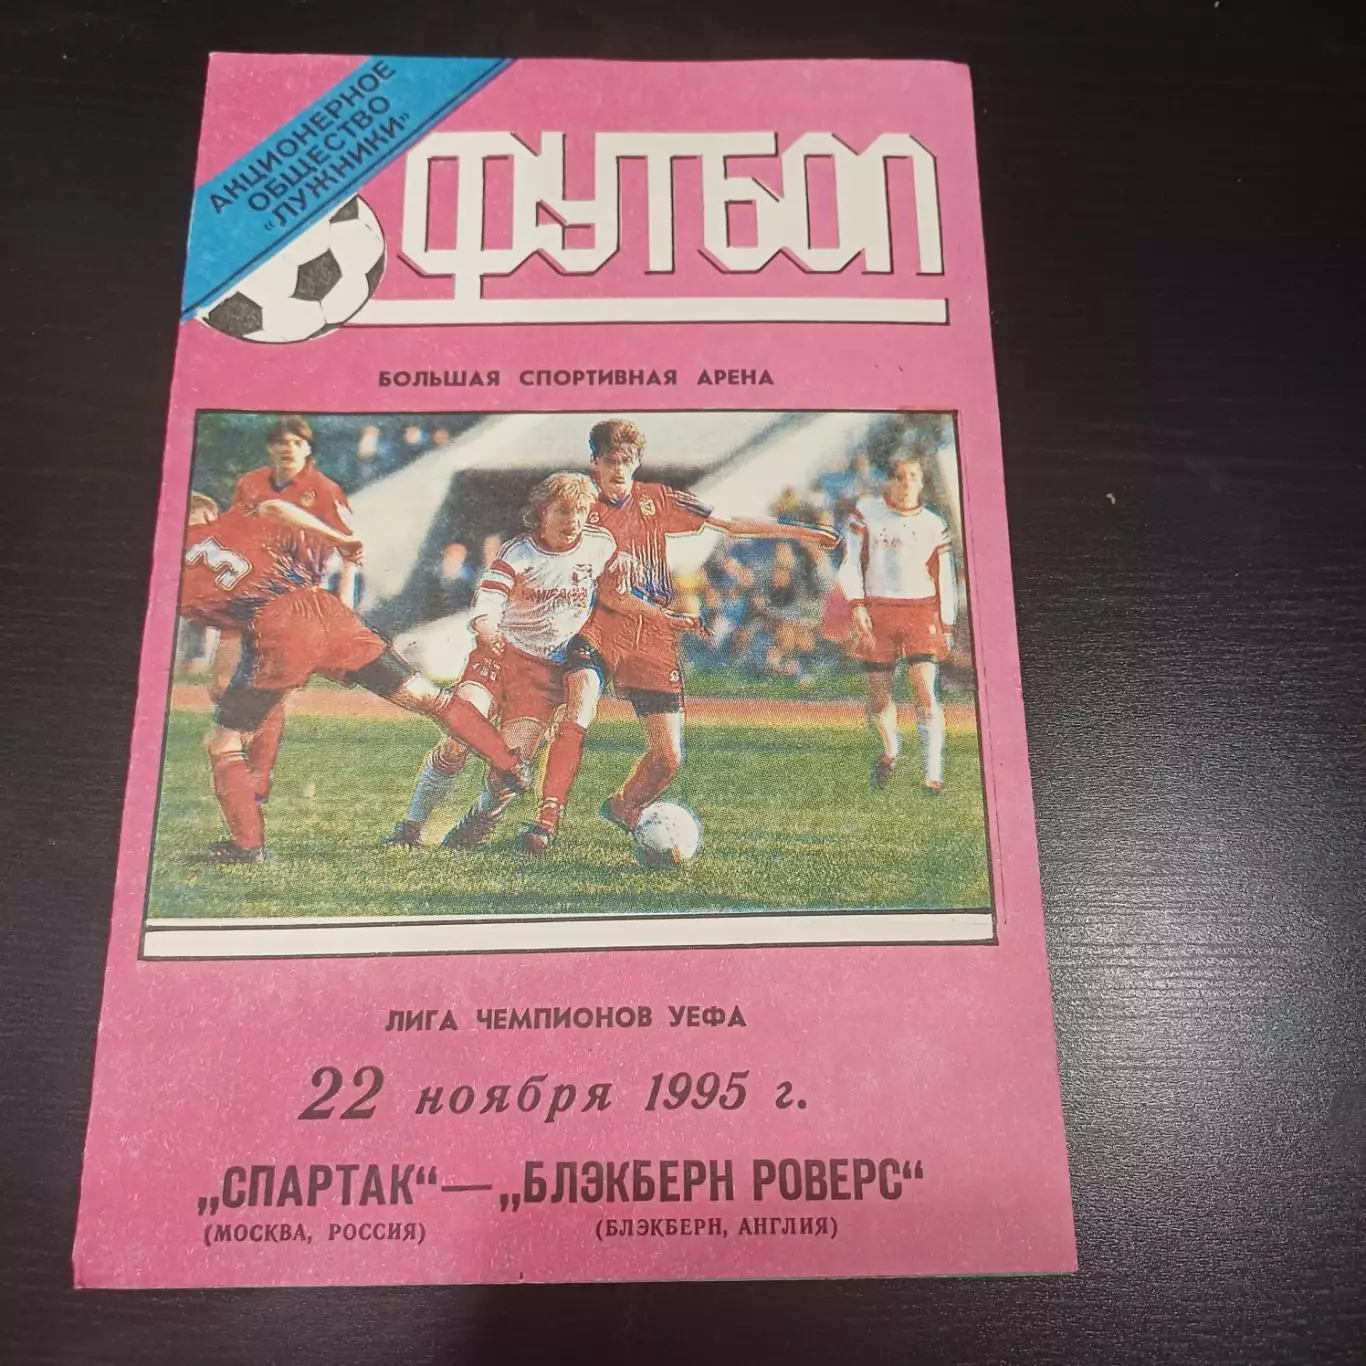 АКЦИОНЕРНОЕ
ОБЩЕСТВО
«ЛУЖНИКИ»
ФУТБОЛ
БОЛЬШАЯ СПОРТИВНАЯ АРЕНА
3
ЛИГА ЧЕМПИОНОВ УЕФА
22 ноября 1995 г.
„СПАРТАК“—„БЛЭКБЕРН РОВЕРС“
(МОСКВА, РОССИЯ) (БЛЭКБЕРН, АНГЛИЯ)